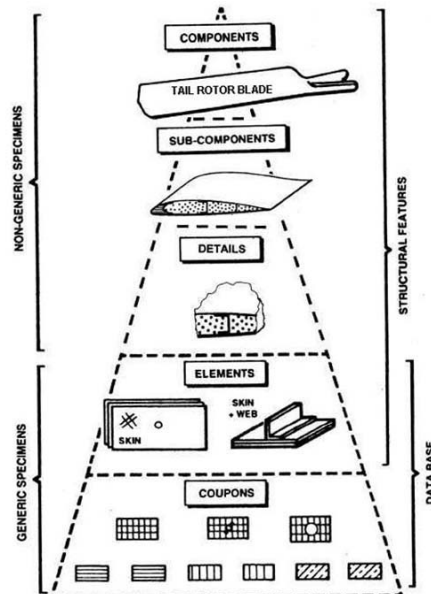 COMPONENTS
TAIL ROTOR BLADE
SUB-COMPONENTS
DETAILS
ELEMENTS
SKIN
SKIN
+ WEB
COUPONS
NON-GENERIC SPECIMENS
GENERIC SPECIMENS
STRUCTURAL FEATURES
DATA BASE